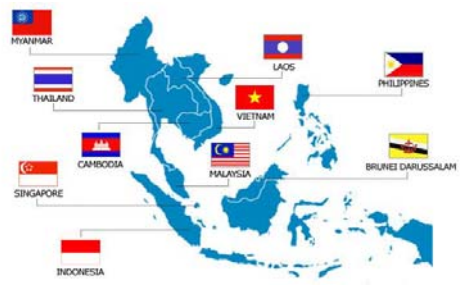 MYANMAR
LAOS
PHILIPPINES
THAILAND
VIETNAM
CAMBODIA
MALAYSIA
BRUNEI DARUSSALAM
SINGAPORE
INDONESIA